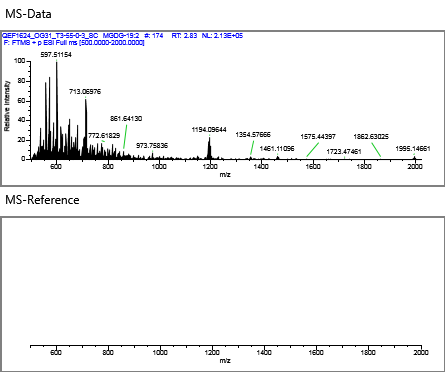 MS-Data
QEF1624_OG31_T3-55-0-3_SC MGDG-19:2 #: 174 RT: 2.83 NL: 2.13E+05
F: FTMS + p ESI Full ms [500.0000-2000.0000]
597.51154
100
713.06976
80
Relative Intensity
60
861.64130
40
772.61829
1194.09644
1354.57666
1575.44397
1862.63025
20
973.75836
1461.11096
1723.47461
1995.14661
0
600 800 1000 1200 1400 1600 1800 2000
m/z
MS-Reference
600 800 1000 1200 1400 1600 1800 2000
m/z